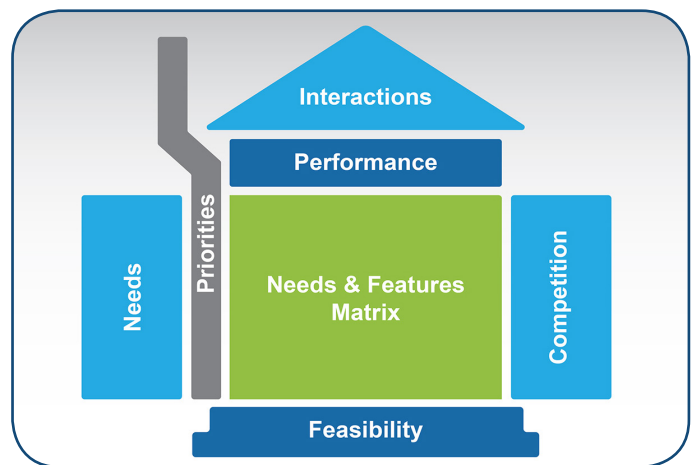 Interactions
Performance
Needs
Priorities
Needs & Features
Matrix
Competition
Feasibility